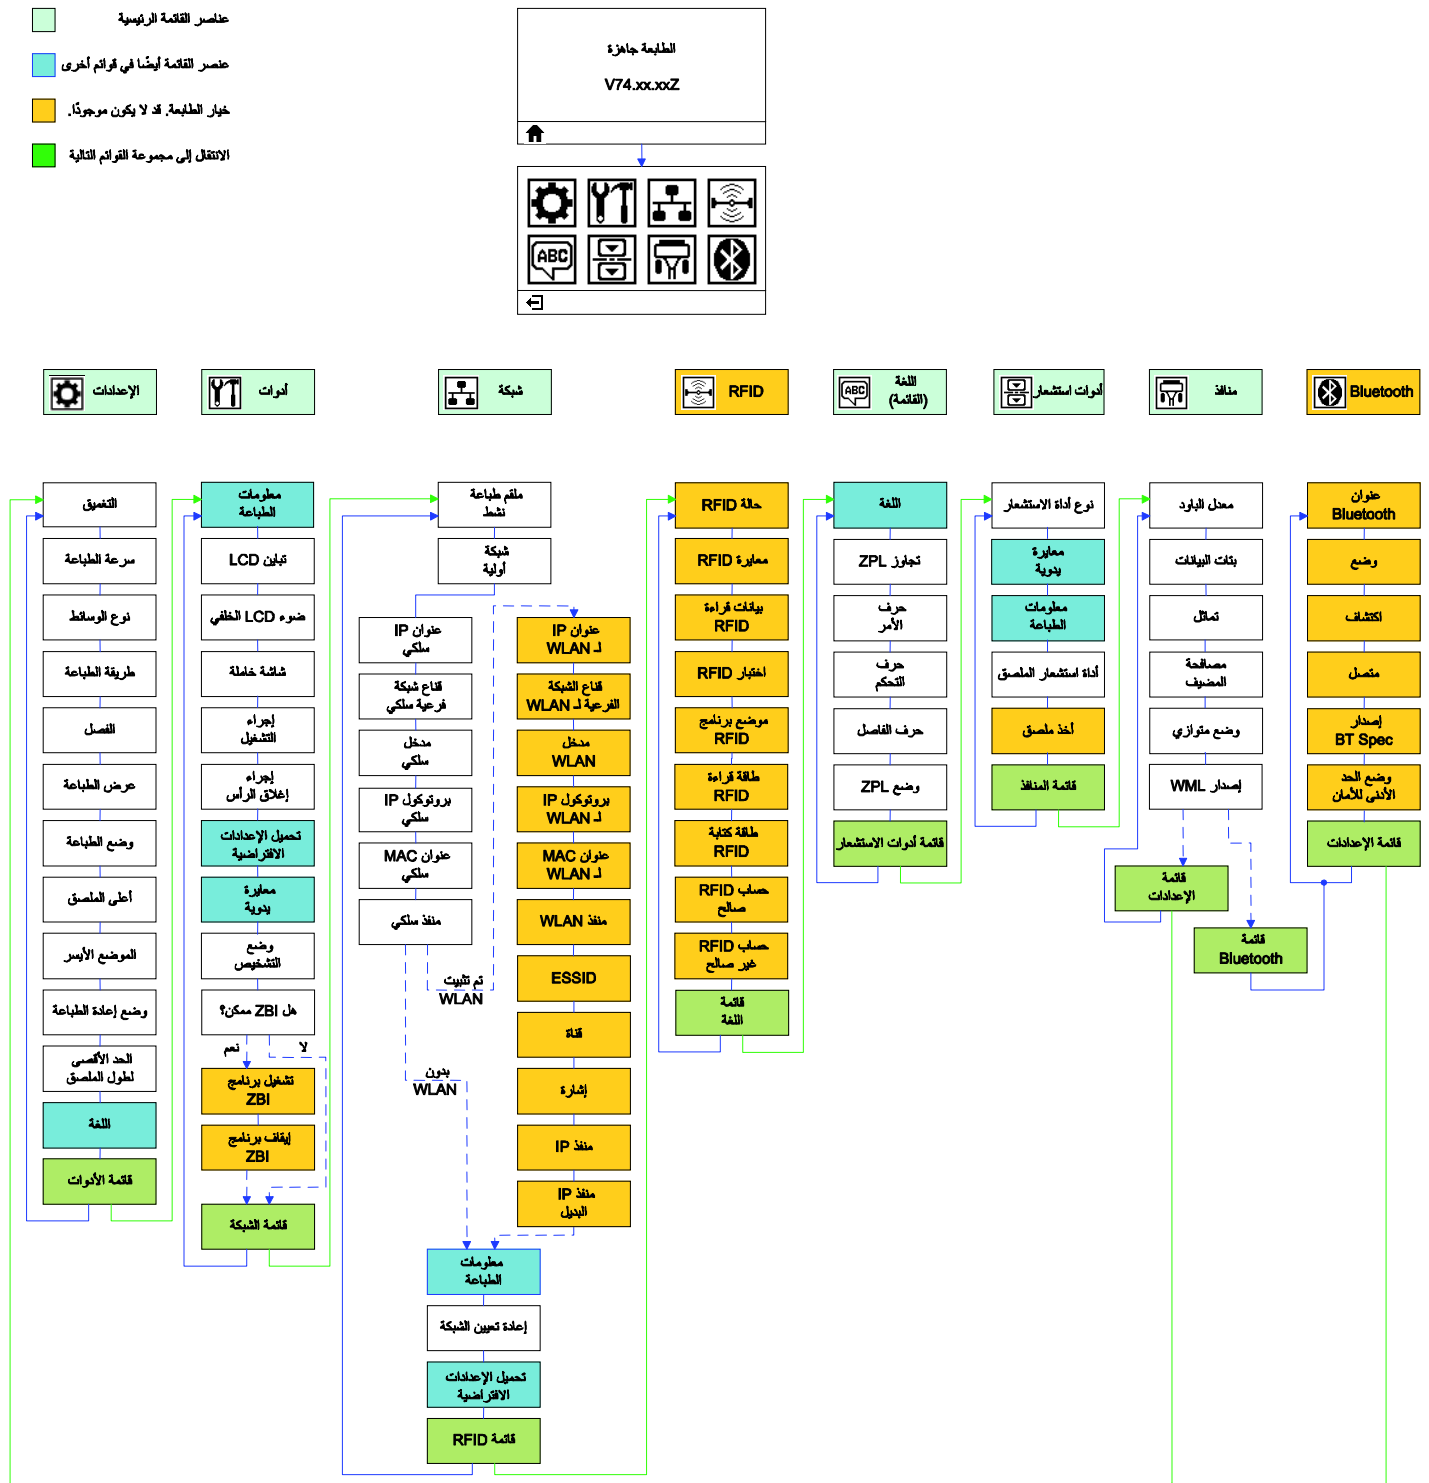 عناصر القائمة الرئيسية
عنصر القائمة أيضًا في قوائم أخرى
خيار الطابعة. قد لا يكون موجودًا.
الانتقال إلى مجموعة القوائم التالية
الطابعة جاهزة
V74.xx.xxZ
ABC
الإعدادات
أدوات
شبكة
RFID
ABC
اللغة
(القائمة)
أدوات استشعار
منافذ
Bluetooth
التغميق
سرعة الطباعة
نوع الوسائط
طريقة الطباعة
الفصل
عرض الطباعة
وضع الطباعة
أعلى الملصق
الموضع الأيسر
وضع إعادة الطباعة
الحد الأقصى
لطول الملصق
اللغة
قائمة الأدوات
معلومات
الطباعة
تباين LCD
ضوء LCD الخلفي
شاشة خاملة
إجراء
التشغيل
إجراء
إغلاق الرأس
تحميل الإعدادات
الافتراضية
معايرة
يدوية
وضع
التشخيص
هل ZBI ممكن؟
نعم
لا
تشغيل برنامج
ZBI
إيقاف برنامج
ZBI
قائمة الشبكة
ملقم طباعة
نشط
شبكة
أولية
عنوان IP
سلكي
قناع شبكة
فرعية سلكي
مدخل
سلكي
بروتوكول IP
سلكي
عنوان MAC
سلكي
منفذ سلكي
تم تثبيت
WLAN
بدون
WLAN
عنوان IP
لـ WLAN
قناع الشبكة
الفرعية لـ WLAN
مدخل
WLAN
بروتوكول IP
لـ WLAN
عنوان MAC
لـ WLAN
منفذ WLAN
ESSID
قناة
إشارة
منفذ IP
منفذ IP
البديل
معلومات
الطباعة
إعادة تعيين الشبكة
تحميل الإعدادات
الافتراضية
قائمة RFID
حالة RFID
معايرة RFID
بيانات قراءة
RFID
اختبار RFID
موضع برنامج
RFID
طاقة قراءة
RFID
طاقة كتابة
RFID
حساب RFID
صالح
حساب RFID
غير صالح
قائمة
اللغة
اللغة
تجاوز ZPL
حرف
الأمر
حرف
التحكم
حرف الفاصل
وضع ZPL
قائمة أدوات الاستشعار
نوع أداة الاستشعار
معايرة
يدوية
معلومات
الطباعة
أداة استشعار الملصق
أخذ ملصق
قائمة المنافذ
معدل الباود
بتات البيانات
تماثل
مصافحة
المضيف
وضع متوازي
إصدار WML
قائمة
الإعدادات
قائمة
Bluetooth
عنوان
Bluetooth
وضع
اكتشاف
متصل
إصدار
BT Spec
وضع الحد
الأدنى للأمان
قائمة الإعدادات